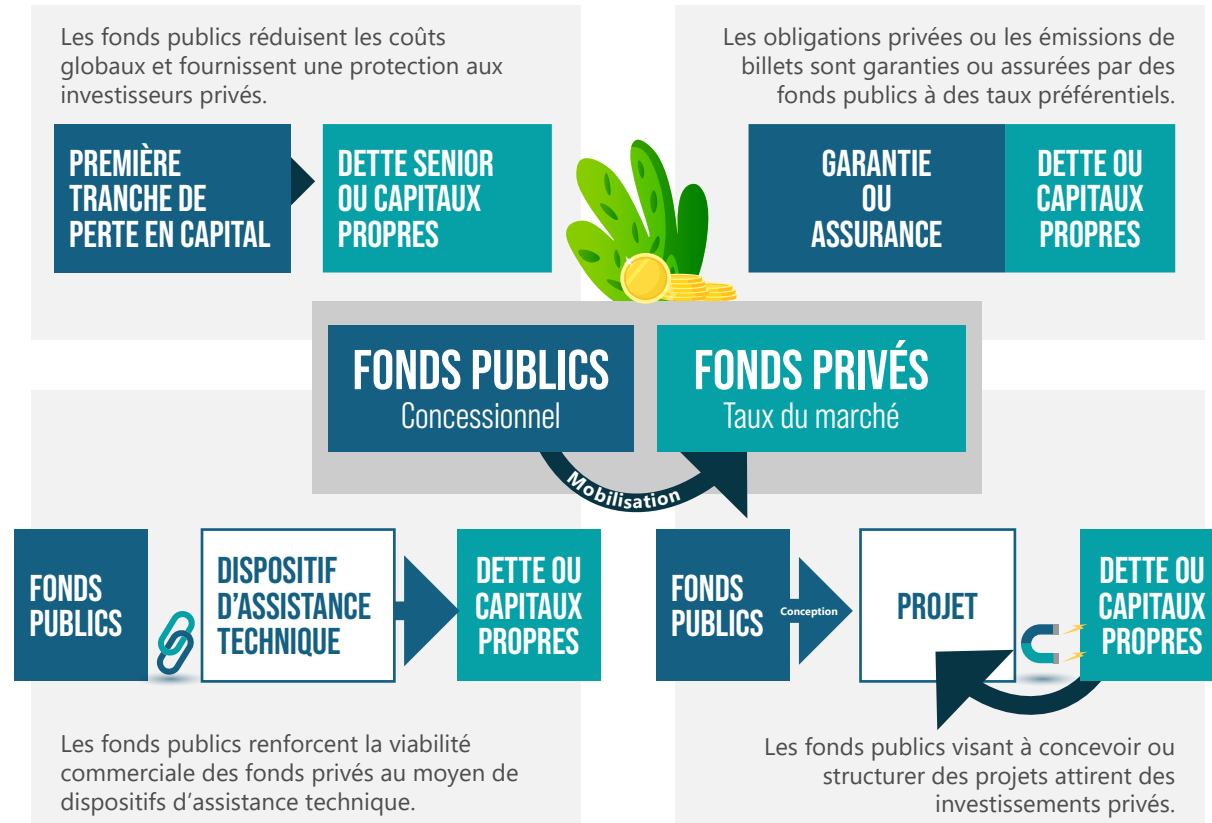 Les fonds publics réduisent les coûts
globaux et fournissent une protection aux
investisseurs privés.
PREMIÈRE
TRANCHE DE
PERTE EN CAPITAL
DETTE SENIOR
OU CAPITAUX
PROPRES
Les obligations privées ou les émissions de
billets sont garanties ou assurées par des
fonds publics à des taux préférentiels.
GARANTIE
OU
ASSURANCE
DETTE OU
CAPITAUX
PROPRES
FONDS PUBLICS
Concessionnel
FONDS PRIVÉS
Taux du marché
Mobilisation
FONDS
PUBLICS
DISPOSITIF
D'ASSISTANCE
TECHNIQUE
DETTE OU
CAPITAUX
PROPRES
Les fonds publics renforcent la viabilité
commerciale des fonds privés au moyen de
dispositifs d'assistance technique.
FONDS
PUBLICS
Conception
PROJET
DETTE OU
CAPITAUX
PROPRES
Les fonds publics visant à concevoir ou
structurer des projets attirent des
investissements privés.